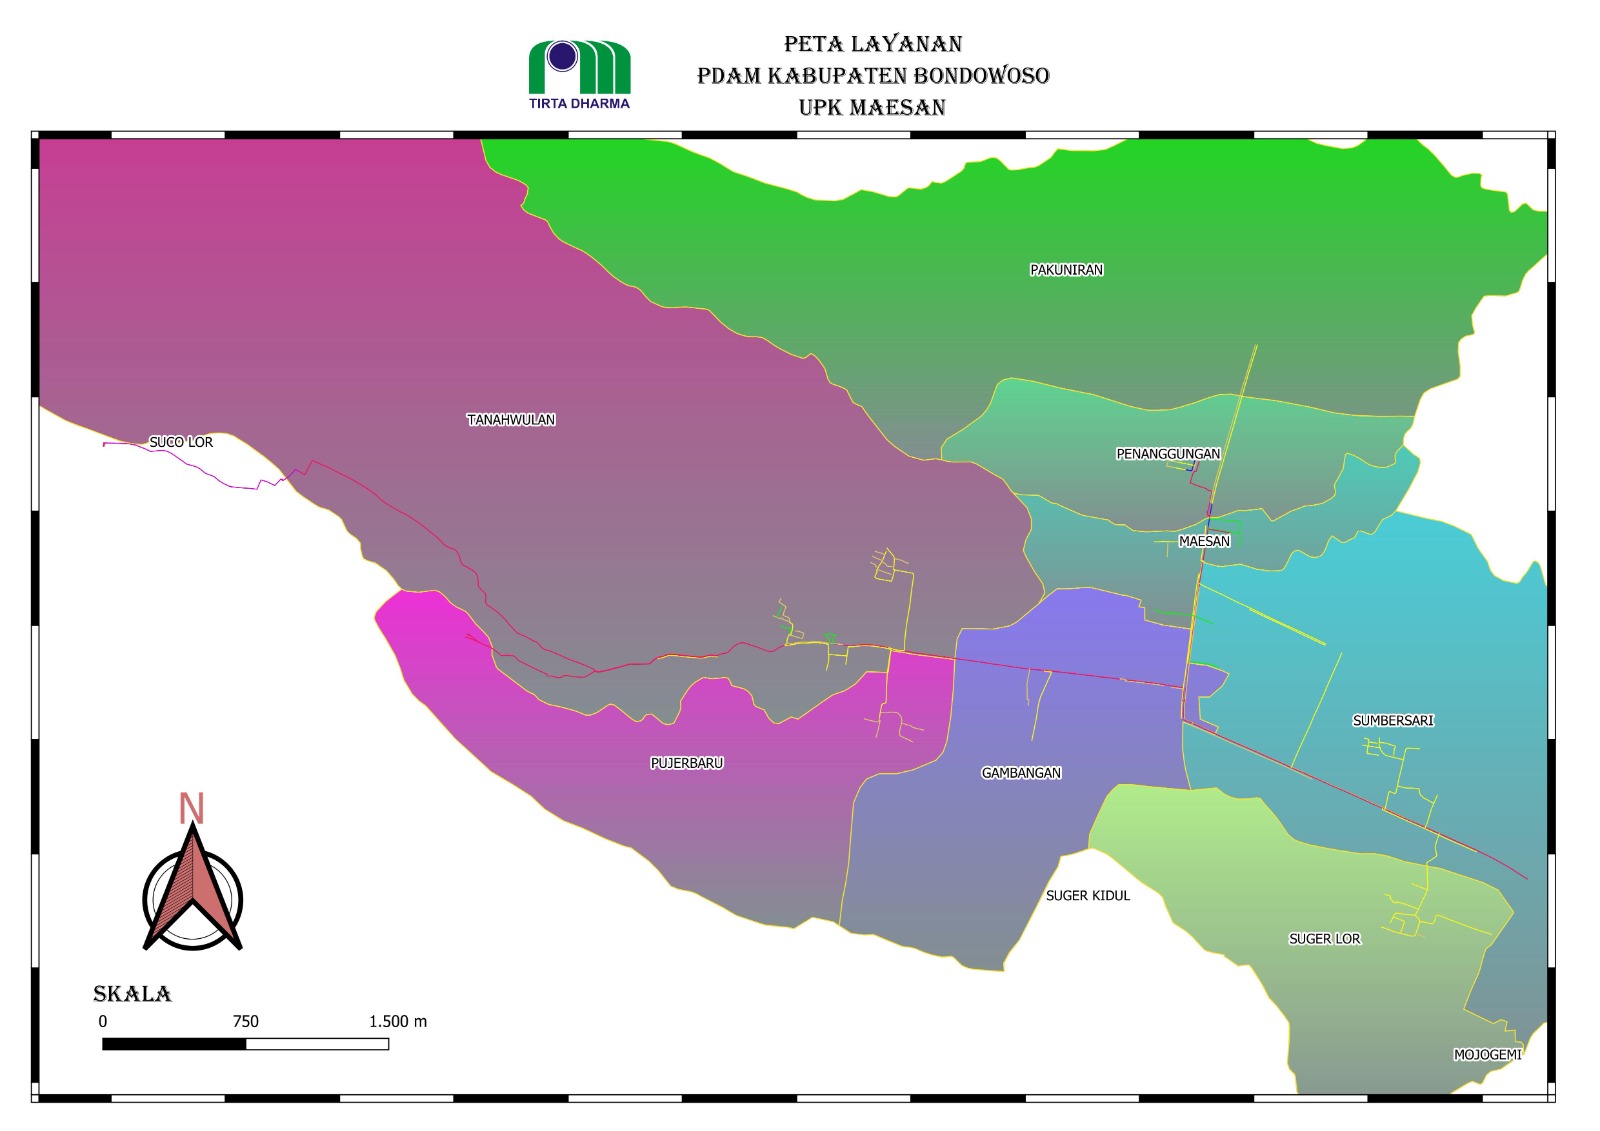 PETA LAYANAN
PDAM KABUPATEN BONDOWOSO
UPK MAESAN
TIRTA DHARMA
PAKUNIRAN
TANAHWULAN
SUCO LOR
PENANGGUNGAN
MAESAN
SUMBERSARI
PUJERBARU
GAMBANGAN
SUGER KIDUL
SUGER LOR
MOJOGEMI
N
SKALA
0 750 1.500 m